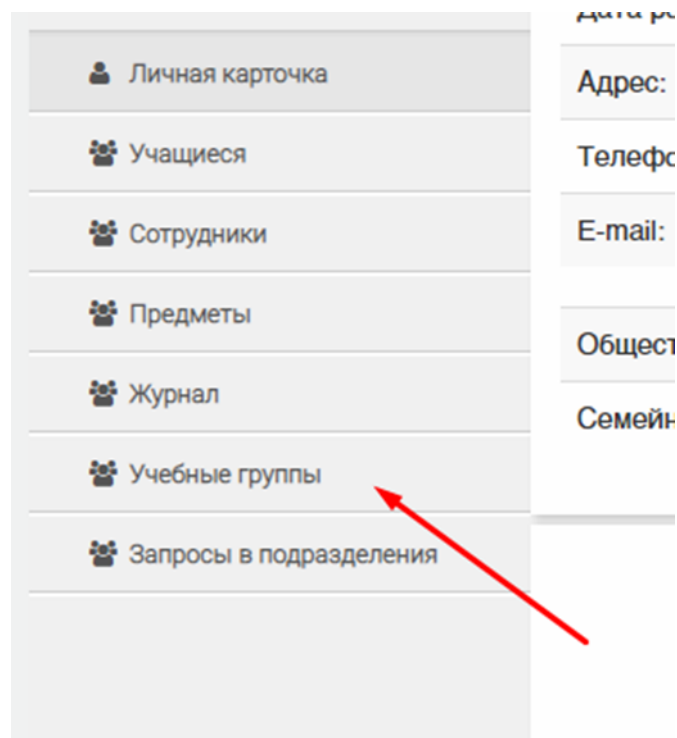 Личная карточка
Учащиеся
Сотрудники
Предметы
Журнал
Учебные группы
Запросы в подразделения
Адрес:
E-mail: